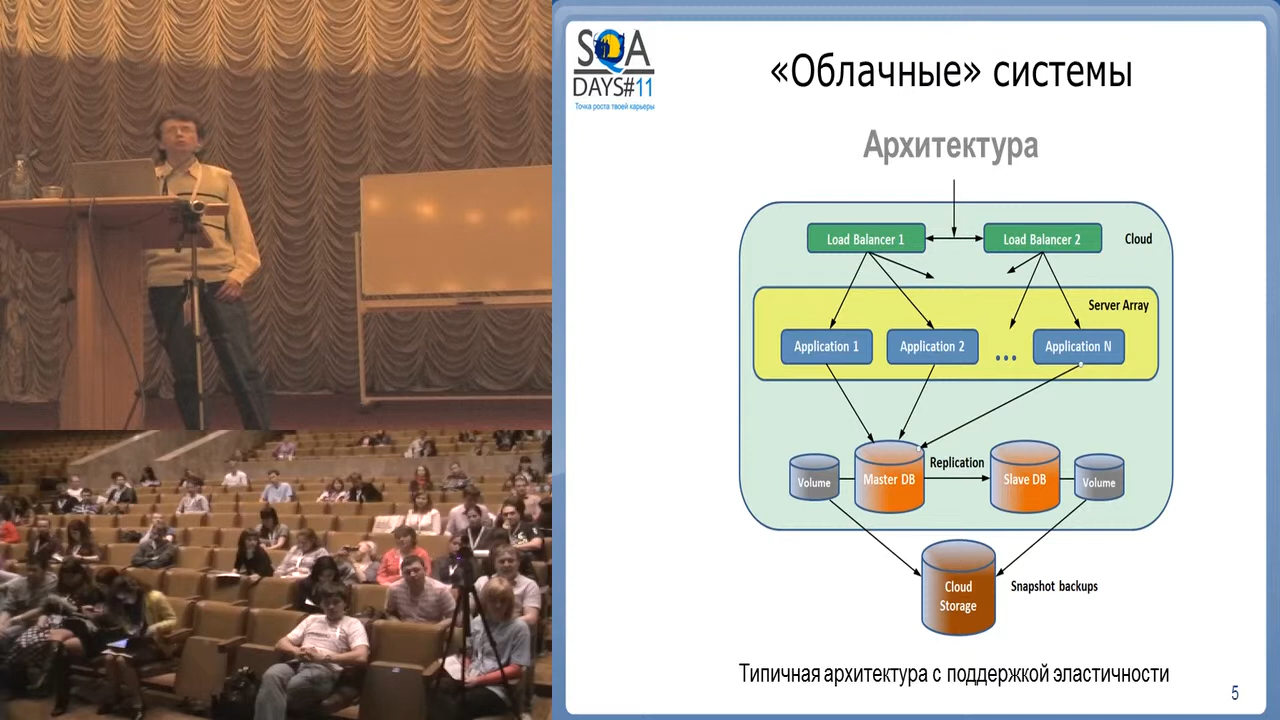 SQA
DAYS#11
Точка роста твоей карьеры
«Облачные» системы
Архитектура
Load Balancer 1
Load Balancer 2
Cloud
Server Array
Application 1
Application 2
...
Application N
Volume
Master DB
Replication
Slave DB
Volume
Cloud
Storage
Snapshot backups
Типичная архитектура с поддержкой эластичности
5